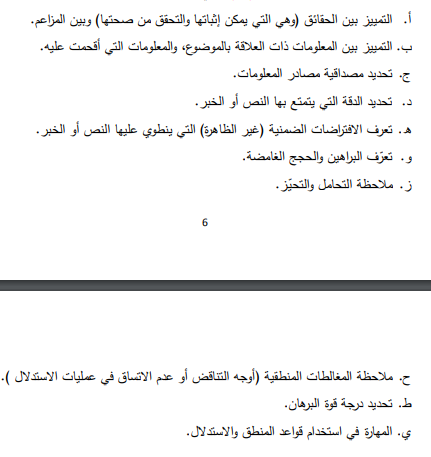 أ. التمييز بين الحقائق (وهي التي يمكن إثباتها والتحقق من صحتها) وبين المزاعم.
ب. التمييز بين المعلومات ذات العلاقة بالموضوع، والمعلومات التي أقحمت عليه.
ج. تحديد مصداقية مصادر المعلومات.
د. تحديد الدقة التي يتمتع بها النص أو الخبر.
ه. تعرف الافتراضات الضمنية (غير الظاهرة) التي ينطوي عليها النص أو الخبر.
و. تعرّف البراهين والحجج الغامضة.
ز. ملاحظة التحامل والتحيّز.
6
ح. ملاحظة المغالطات المنطقية (أوجه التناقض أو عدم الاتساق في عمليات الاستدلال ).
ط. تحديد درجة قوة البرهان.
ي. المهارة في استخدام قواعد المنطق والاستدلال.